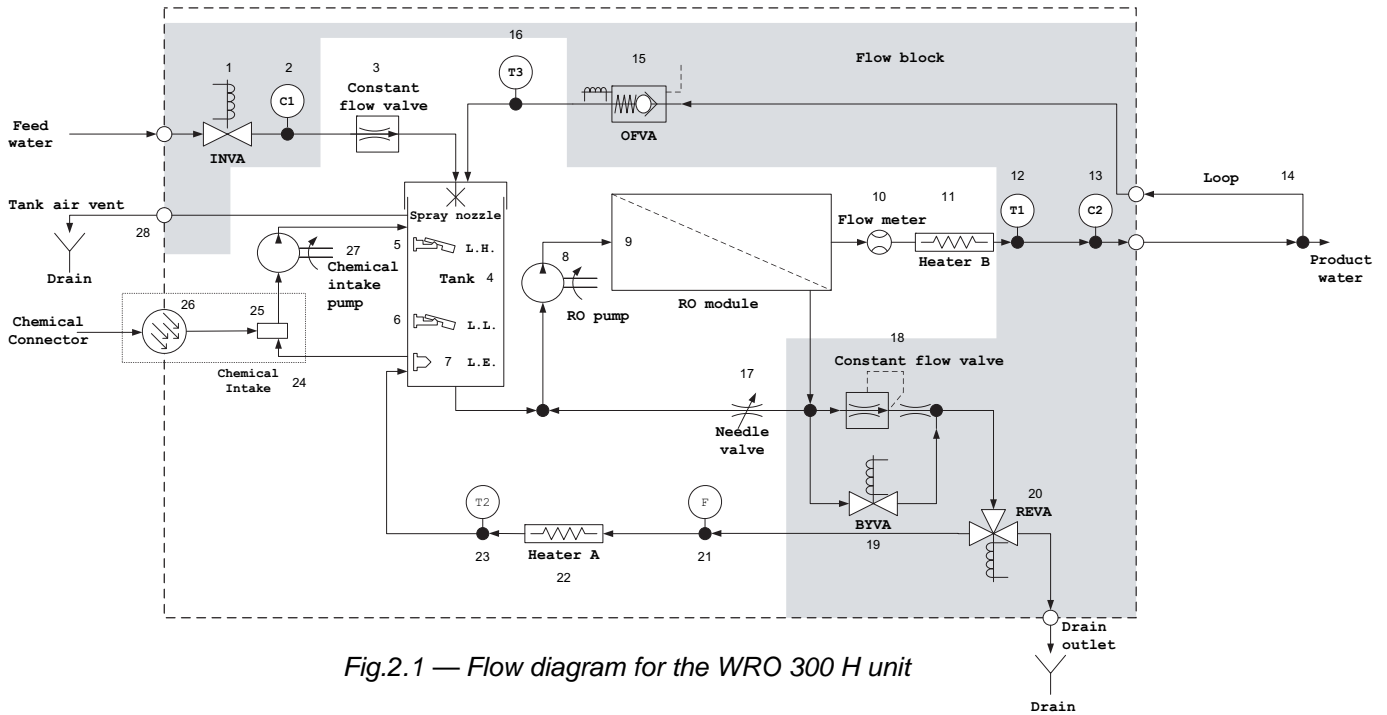 16
15
Flow block
1
2
3
T3
Constant
flow valve
C1
Feed
water
INVA
OFVA
12
13
Loop
14
Tank air vent
Spray nozzle
10
11
T1
C2
Flow meter
28
27
5
L.H.
8
9
Heater B
Product
water
Drain
Chemical
intake
pump
Tank
4
RO pump
RO module
26
25
6
L.L.
Chemical
Connector
7
L.E.
18
Constant flow valve
Chemical
Intake
24
17
Needle
valve
T2
F
20
REVA
BYVA
19
Heater A
23
22
21
Drain
outlet
Fig.2.1 — Flow diagram for the WRO 300 H unit
Drain